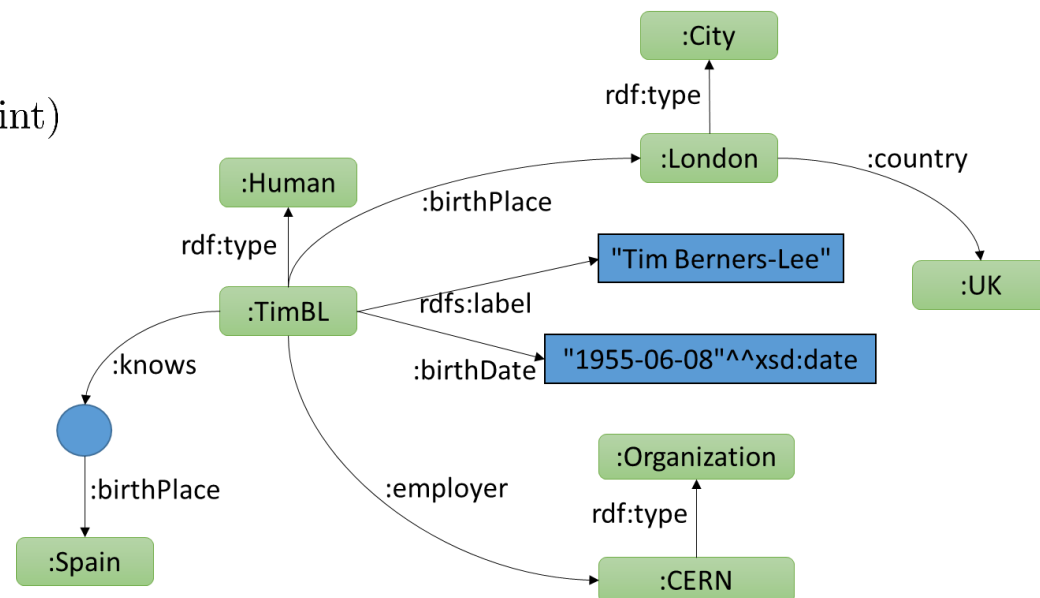 :City
rdf:type
int)
:London
:country
:Human
:birthPlace
rdf:type
"Tim Berners-Lee"
:UK
:TimBL
rdfs:label
"1955-06-08"^^xsd:date
:knows
:birthDate
:Organization
:birthPlace
:employer
rdf:type
:Spain
:CERN